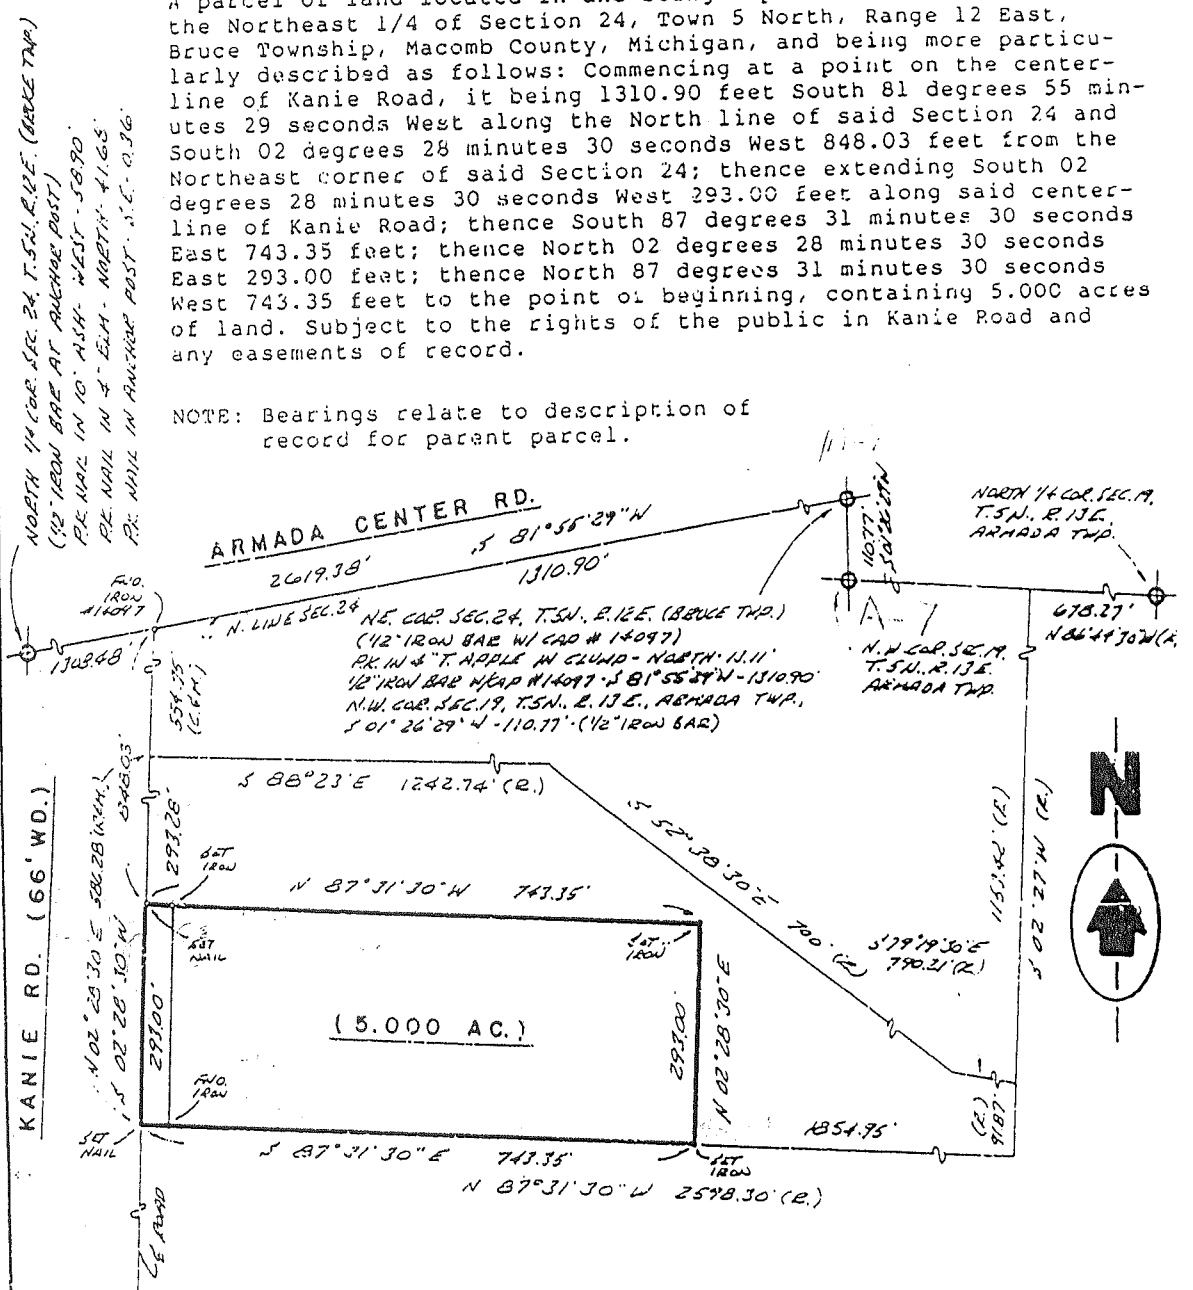 the Northeast 1/4 of Section 24, Town 5 North, Range 12 East,
Bruce Township, Macomb County, Michigan, and being more particu-
larly described as follows: Commencing at a point on the center-
line of Kanie Road, it being 1310.90 feet South 81 degrees 55 min-
utes 29 seconds West along the North line of said Section 24 and
South 02 degrees 28 minutes 30 seconds West 848.03 feet from the
Northeast corner of said Section 24; thence extending South 02
degrees 28 minutes 30 seconds West 293.00 feet along said center-
line of Kanie Road; thence South 87 degrees 31 minutes 30 seconds
East 743.35 feet; thence North 02 degrees 28 minutes 30 seconds
East 293.00 feet; thence North 87 degrees 31 minutes 30 seconds
West 743.35 feet to the point of beginning, containing 5.000 acres
of land. Subject to the rights of the public in Kanie Road and
any easements of record.
NOTE: Bearings relate to description of
record for parent parcel.
NORTH 1/4 COR. SEC. 24, T.5N., R.12E. (BRUCE TWP.)
(1/2" IRON BAR AT ANCHOR POST)
P.K. NAIL IN 10" ASH - WEST - 58.90'
P.K. NAIL IN 4" ELM - NORTH - 41.68'
P.K. NAIL IN ANCHOR POST - S.E. - 0.36'
ARMADA CENTER RD.
S 81°55'29" W
2619.38'
1310.90'
N. LINE SEC. 24
FND.
IRON
#14097
1308.48'
NE. COR. SEC. 24, T.5N., R.12E. (BRUCE TWP.)
(1/2" IRON BAR W/ CAP # 14097)
P.K. IN 4" T. APPLE IN CLUMP - NORTH - 13.11'
1/2" IRON BAR W/CAP #14097 - S 81°55'29" W - 1310.90'
N.W. COR. SEC. 19, T.5N., R.13E., ARMADA TWP.,
S 01°26'29" W - 110.77' - (1/2" IRON BAR)
110.77'
S 01°26'29" W
NORTH 1/4 COR. SEC. 19,
T.5N., R.13E.
ARMADA TWP.
A-7
678.27'
N 86°44'30" W (R.
N.W. COR. SEC. 19,
T.5N., R.13E.
ARMADA TWP.
554.75
848.03'
S 88°23'E 1242.74' (R.)
S 52°38'30" E
700' (R.)
S 79°19'30" E
790.21' (R.)
1153.42' (R.)
N
KANIE RD. (66' WD.)
N 02°28'30" E 586.28' (R.&M.)
S 02°28'30" W
293.28'
SET
IRON
SET
NAIL
N 87°31'30" W 743.35'
SET
IRON
293.00'
(5.000 AC.)
293.00'
N 02°28'30" E
FND.
IRON
SET
NAIL
S 87°31'30" E 743.35'
SET
IRON
1854.95'
(R.)
N 87°31'30" W 2598.30' (R.)
℄ ROAD